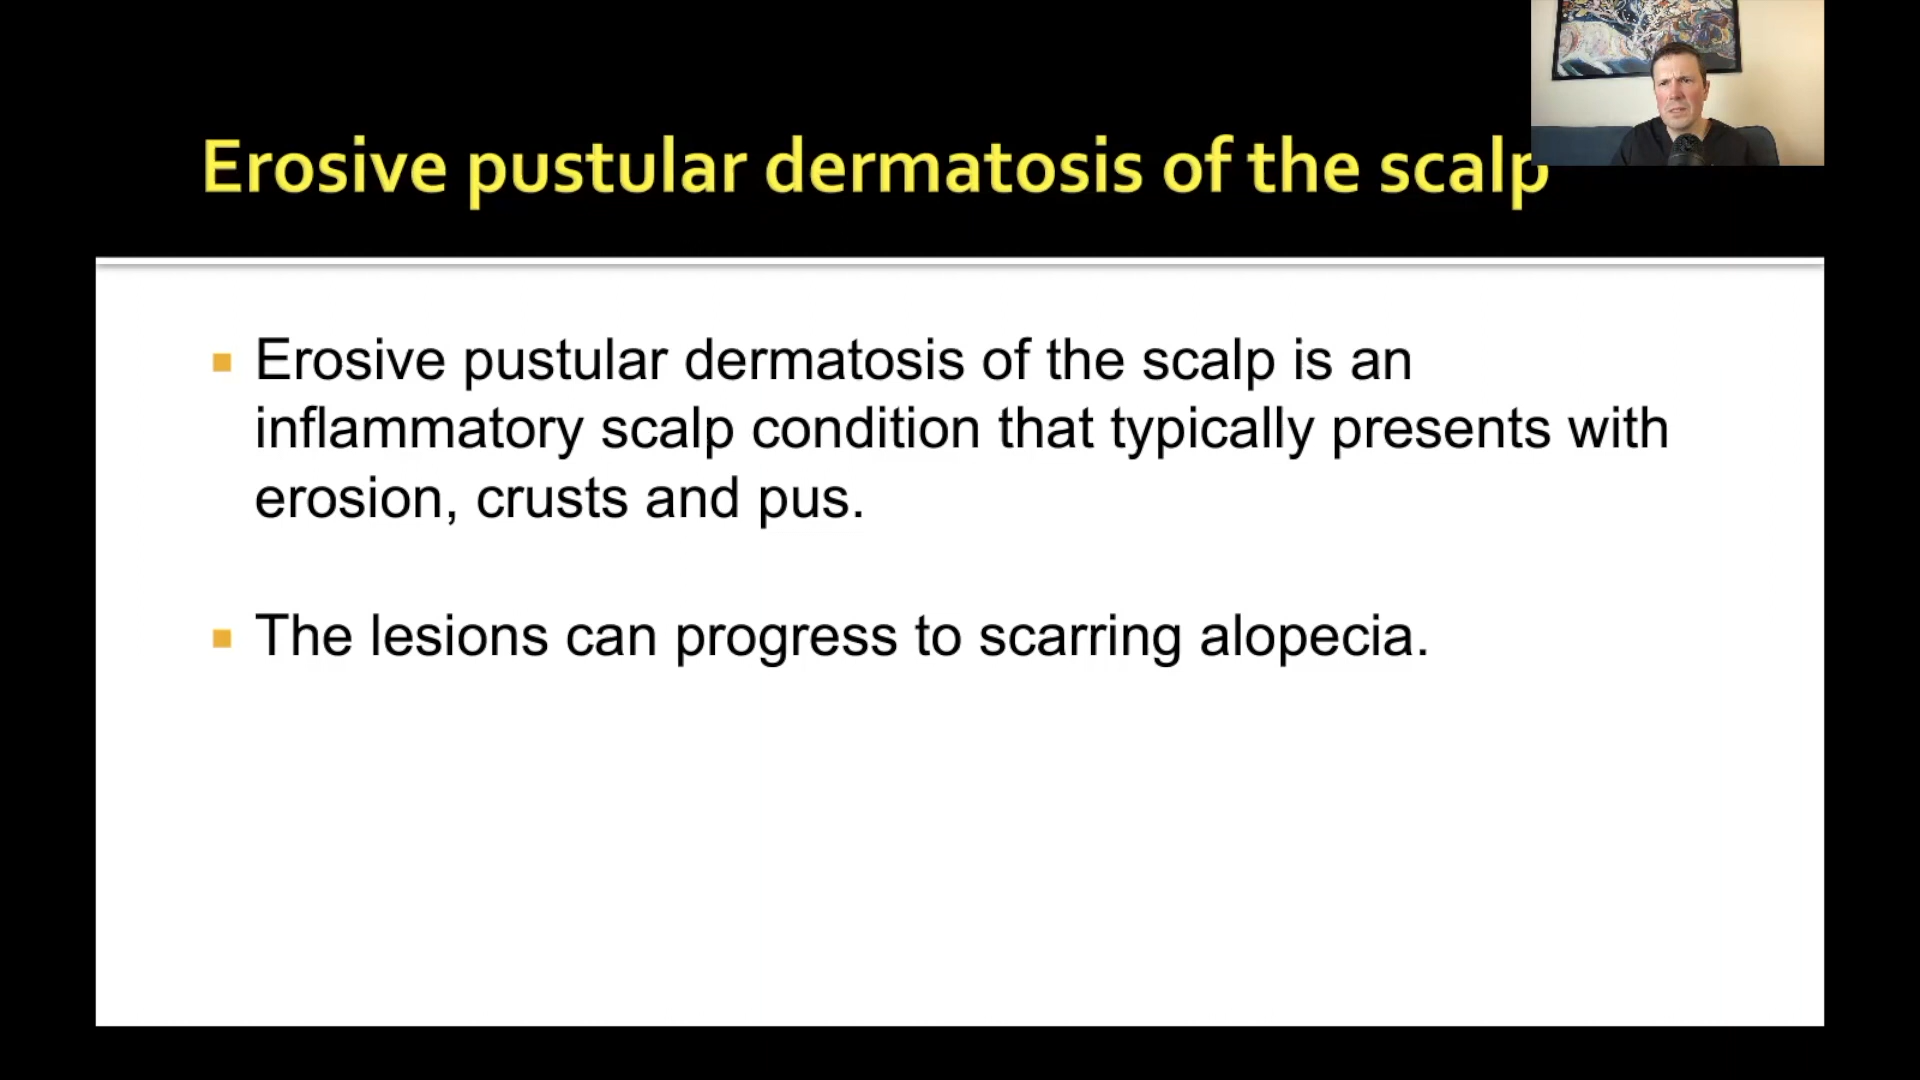 Erosive pustular dermatosis of the scalp
Erosive pustular dermatosis of the scalp is an
inflammatory scalp condition that typically presents with
erosion, crusts and pus.
The lesions can progress to scarring alopecia.